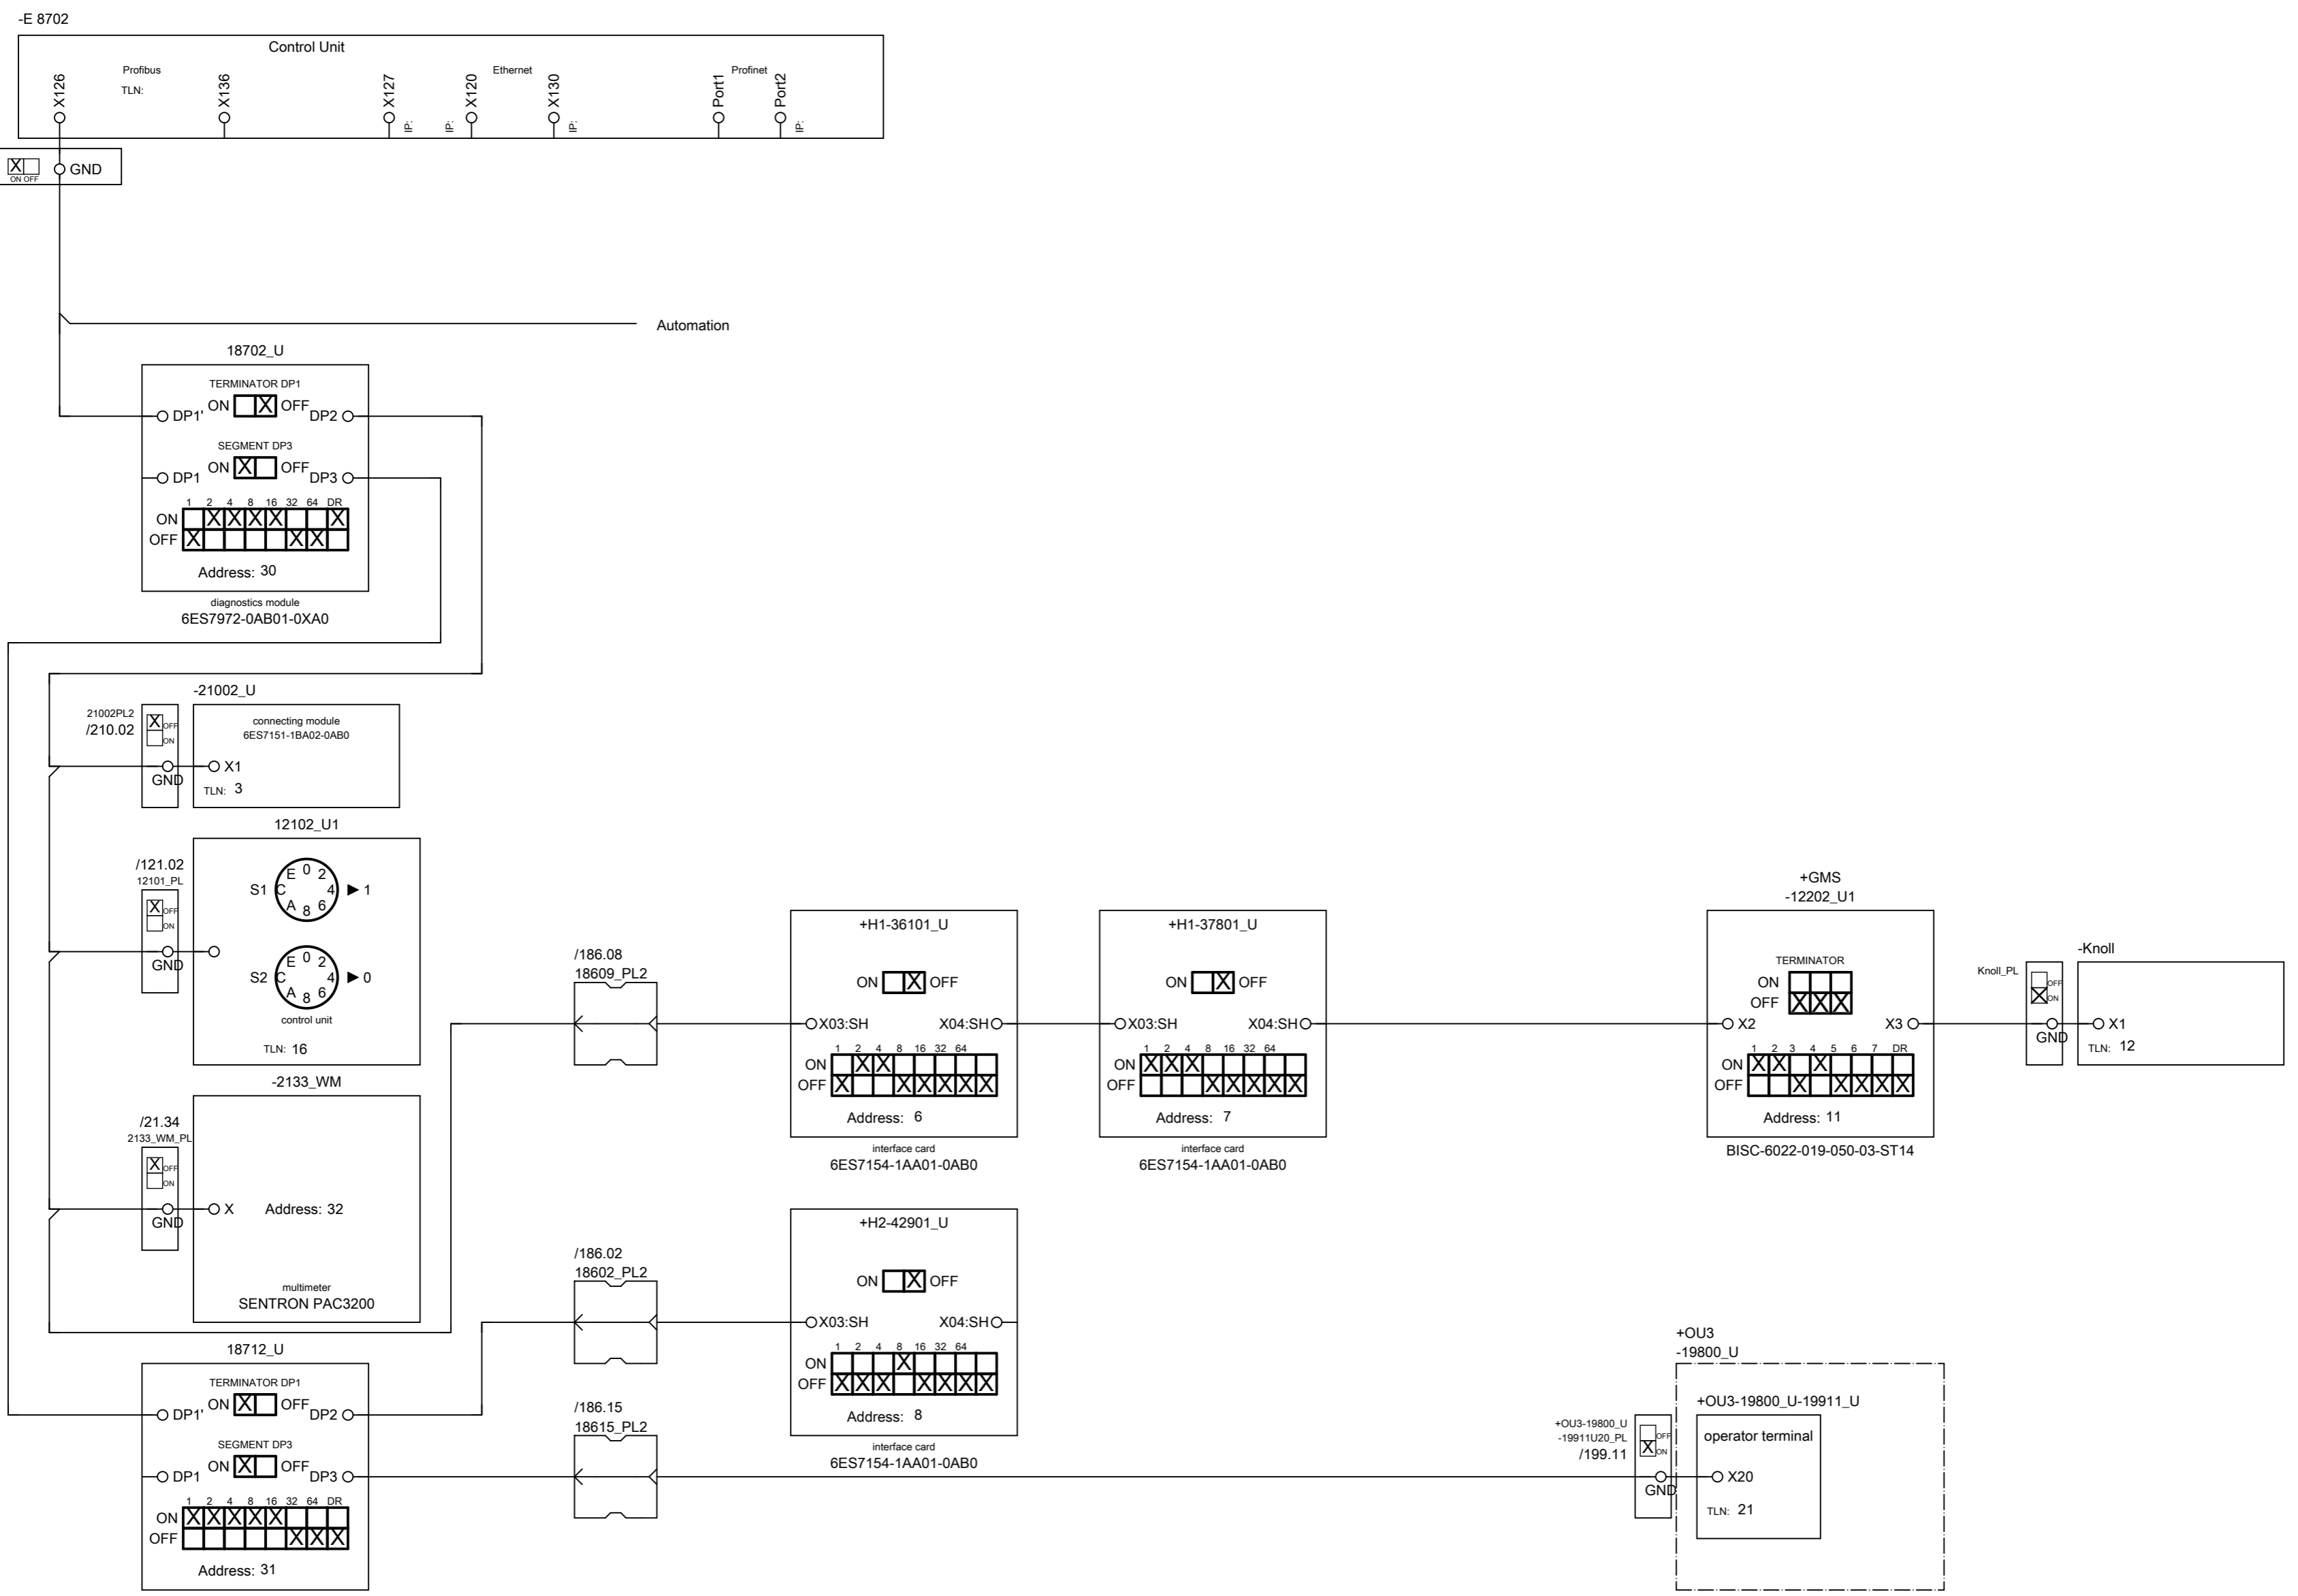 -E 8702
Control Unit
X126
Profibus
TLN:
X136
X127
IP:
IP:
X120
Ethernet
X130
IP:
Port1
Profinet
Port2
IP:
X
ON OFF
GND
Automation
18702_U
TERMINATOR DP1
ON X OFF
DP1' DP2
SEGMENT DP3
ON X OFF
DP1 DP3
1 2 4 8 16 32 64 DR
ON X X X X X
OFF X X X
Address: 30
diagnostics module
6ES7972-0AB01-0XA0
-21002_U
21002PL2
/210.02
X OFF
ON
GND
connecting module
6ES7151-1BA02-0AB0
X1
TLN: 3
12102_U1
/121.02
12101_PL
X OFF
ON
GND
S1 E 0 2 4 6 8 A C 1
S2 E 0 2 4 6 8 A C 0
control unit
TLN: 16
-2133_WM
/21.34
2133_WM_PL
X OFF
ON
GND
X
Address: 32
multimeter
SENTRON PAC3200
18712_U
TERMINATOR DP1
ON X OFF
DP1' DP2
SEGMENT DP3
ON X OFF
DP1 DP3
1 2 4 8 16 32 64 DR
ON X X X X X
OFF X X X
Address: 31
/186.08
18609_PL2
+H1-36101_U
ON X OFF
X03:SH X04:SH
1 2 4 8 16 32 64
ON X X
OFF X X X X X X
Address: 6
interface card
6ES7154-1AA01-0AB0
+H1-37801_U
ON X OFF
X03:SH X04:SH
1 2 4 8 16 32 64
ON X X X
OFF X X X X X
Address: 7
interface card
6ES7154-1AA01-0AB0
+GMS
-12202_U1
TERMINATOR
ON
OFF X X X
X2 X3
1 2 3 4 5 6 7 DR
ON X X X
OFF X X X X X
Address: 11
BISC-6022-019-050-03-ST14
-Knoll
Knoll_PL
OFF
X ON
GND
X1
TLN: 12
/186.02
18602_PL2
+H2-42901_U
ON X OFF
X03:SH X04:SH
1 2 4 8 16 32 64
ON X
OFF X X X X X X X
Address: 8
interface card
6ES7154-1AA01-0AB0
/186.15
18615_PL2
+OU3
-19800_U
+OU3-19800_U-19911_U
+OU3-19800_U
-19911U20_PL
/199.11
OFF
X ON
GND
operator terminal
X20
TLN: 21